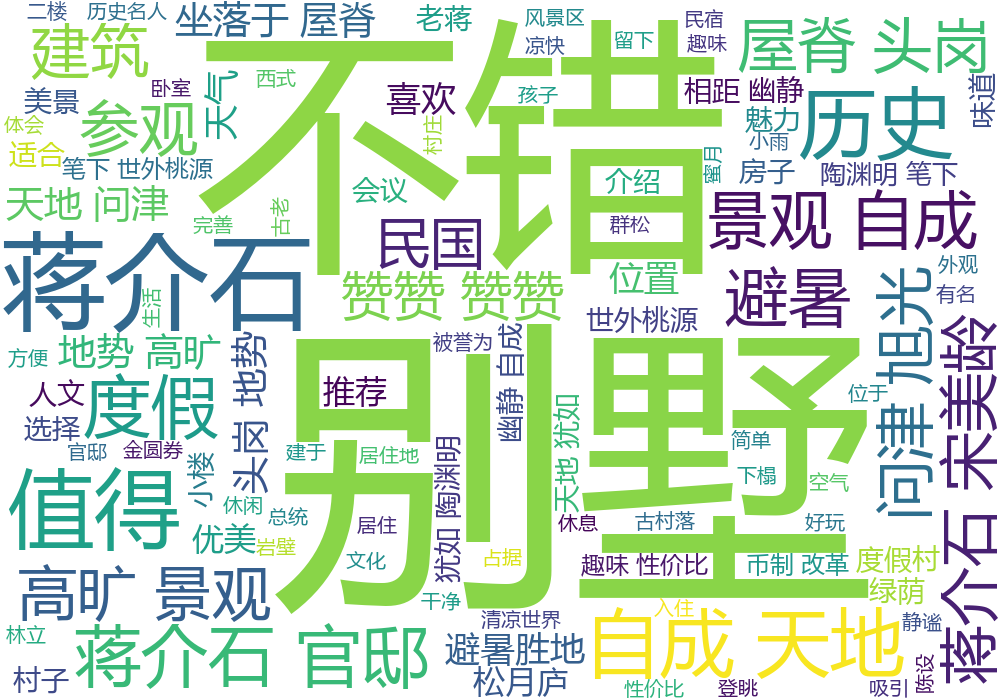 二楼
历史名人
坐落于 屋脊
老蒋
风景区
民宿
建筑
不错
凉快
留下
趣味
屋脊 头岗
美景
卧室
天气
西式
喜欢
孩子
相距 幽静
味道
体会
参观
村庄
魅力
历史
适合
笔下 世外桃源
小雨
蜜月
房子
陶渊明 笔下
天地 问津
会议
介绍
完善
古老
民国
群松
景观 自成
蒋介石
位置
避暑
外观
赞赞 赞赞
旭光
问津 旭光
有名
生活
世外桃源
宋美龄
蒋介石 宋美龄
方便
地势 高旷
头岗 地势
被誉为
幽静 自成
别墅
人文
度假
推荐
位于
选择
天地 犹如
官邸
金圆券
建于
居住地
简单
值得
小楼
犹如 陶渊明
下榻
空气
休闲
总统
居住
休息
古村落
好玩
优美
岩壁
文化
占据
趣味 性价比
币制 改革
度假村
高旷 景观
干净
绿荫
清凉世界
入住
静谧
林立
蒋介石 官邸
避暑胜地
自成 天地
村子
松月庐
性价比
登眺
吸引
陈设